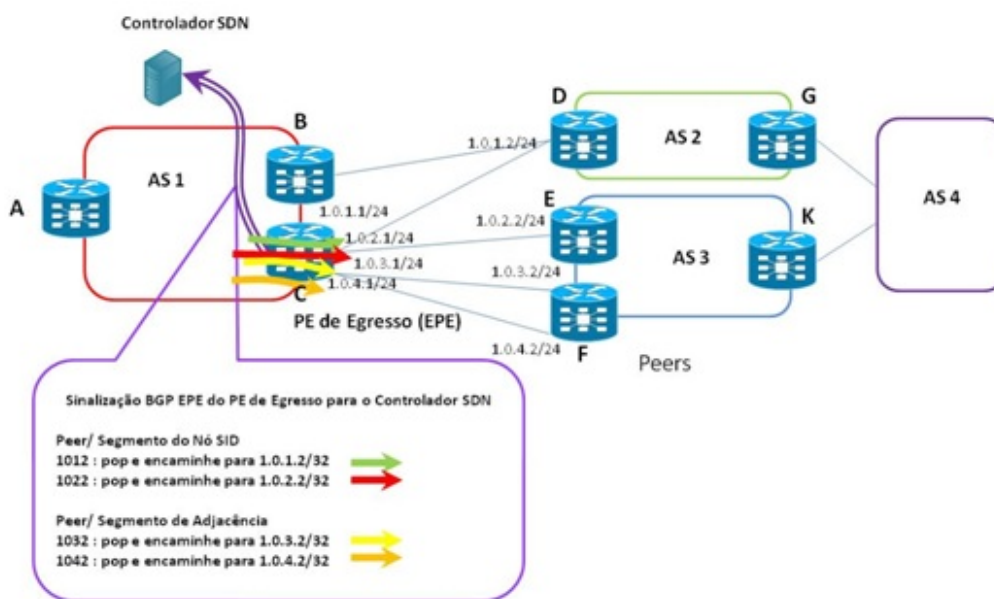 Controlador SDN
B
D
G
1.0.1.2/24
AS 2
AS 1
A
AS 4
1.0.1.1/24
E
1.0.2.2/24
K
1.0.2.1/24
AS 3
1.0.3.1/24
1.0.3.2/24
1.0.4.1/24
C
PE de Egresso (EPE)
1.0.4.2/24
F
Peers
Sinalização BGP EPE do PE de Egresso para o Controlador SDN
Peer/ Segmento do Nó SID
1012 : pop e encaminhe para 1.0.1.2/32
1022 : pop e encaminhe para 1.0.2.2/32
Peer/ Segmento de Adjacência
1032 : pop e encaminhe para 1.0.3.2/32
1042 : pop e encaminhe para 1.0.4.2/32